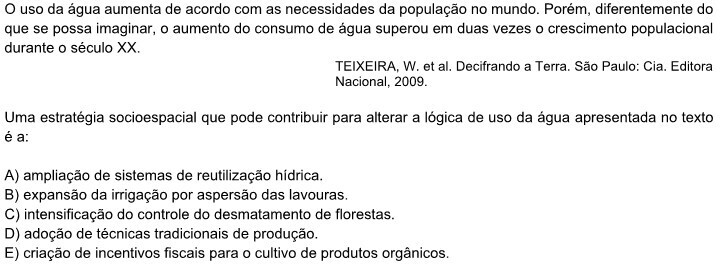 O uso da água aumenta de acordo com as necessidades da população no mundo. Porém, diferentemente do
que se possa imaginar, o aumento do consumo de água superou em duas vezes o crescimento populacional
durante o século XX.
TEIXEIRA, W. et al. Decifrando a Terra. São Paulo: Cia. Editora
Nacional, 2009.
Uma estratégia socioespacial que pode contribuir para alterar a lógica de uso da água apresentada no texto
é a:
A) ampliação de sistemas de reutilização hídrica.
B) expansão da irrigação por aspersão das lavouras.
C) intensificação do controle do desmatamento de florestas.
D) adoção de técnicas tradicionais de produção.
E) criação de incentivos fiscais para o cultivo de produtos orgânicos.